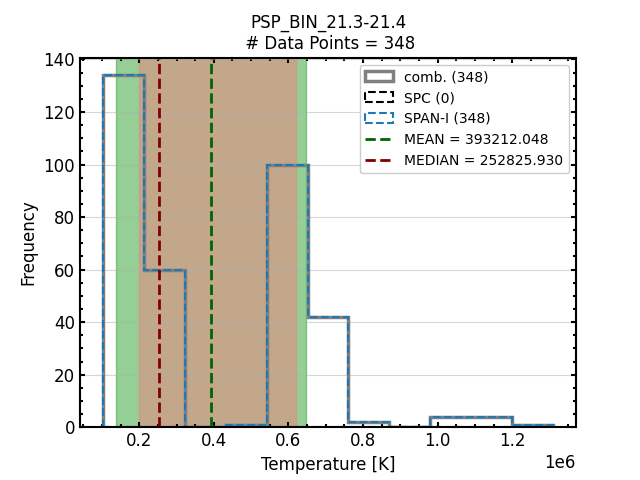 PSP_BIN_21.3-21.4
# Data Points = 348
140
120
100
80
60
40
20
0
Frequency
comb. (348)
SPC (0)
SPAN-I (348)
MEAN = 393212.048
MEDIAN = 252825.930
0.2 0.4 0.6 0.8 1.0 1.2
1e6
Temperature [K]